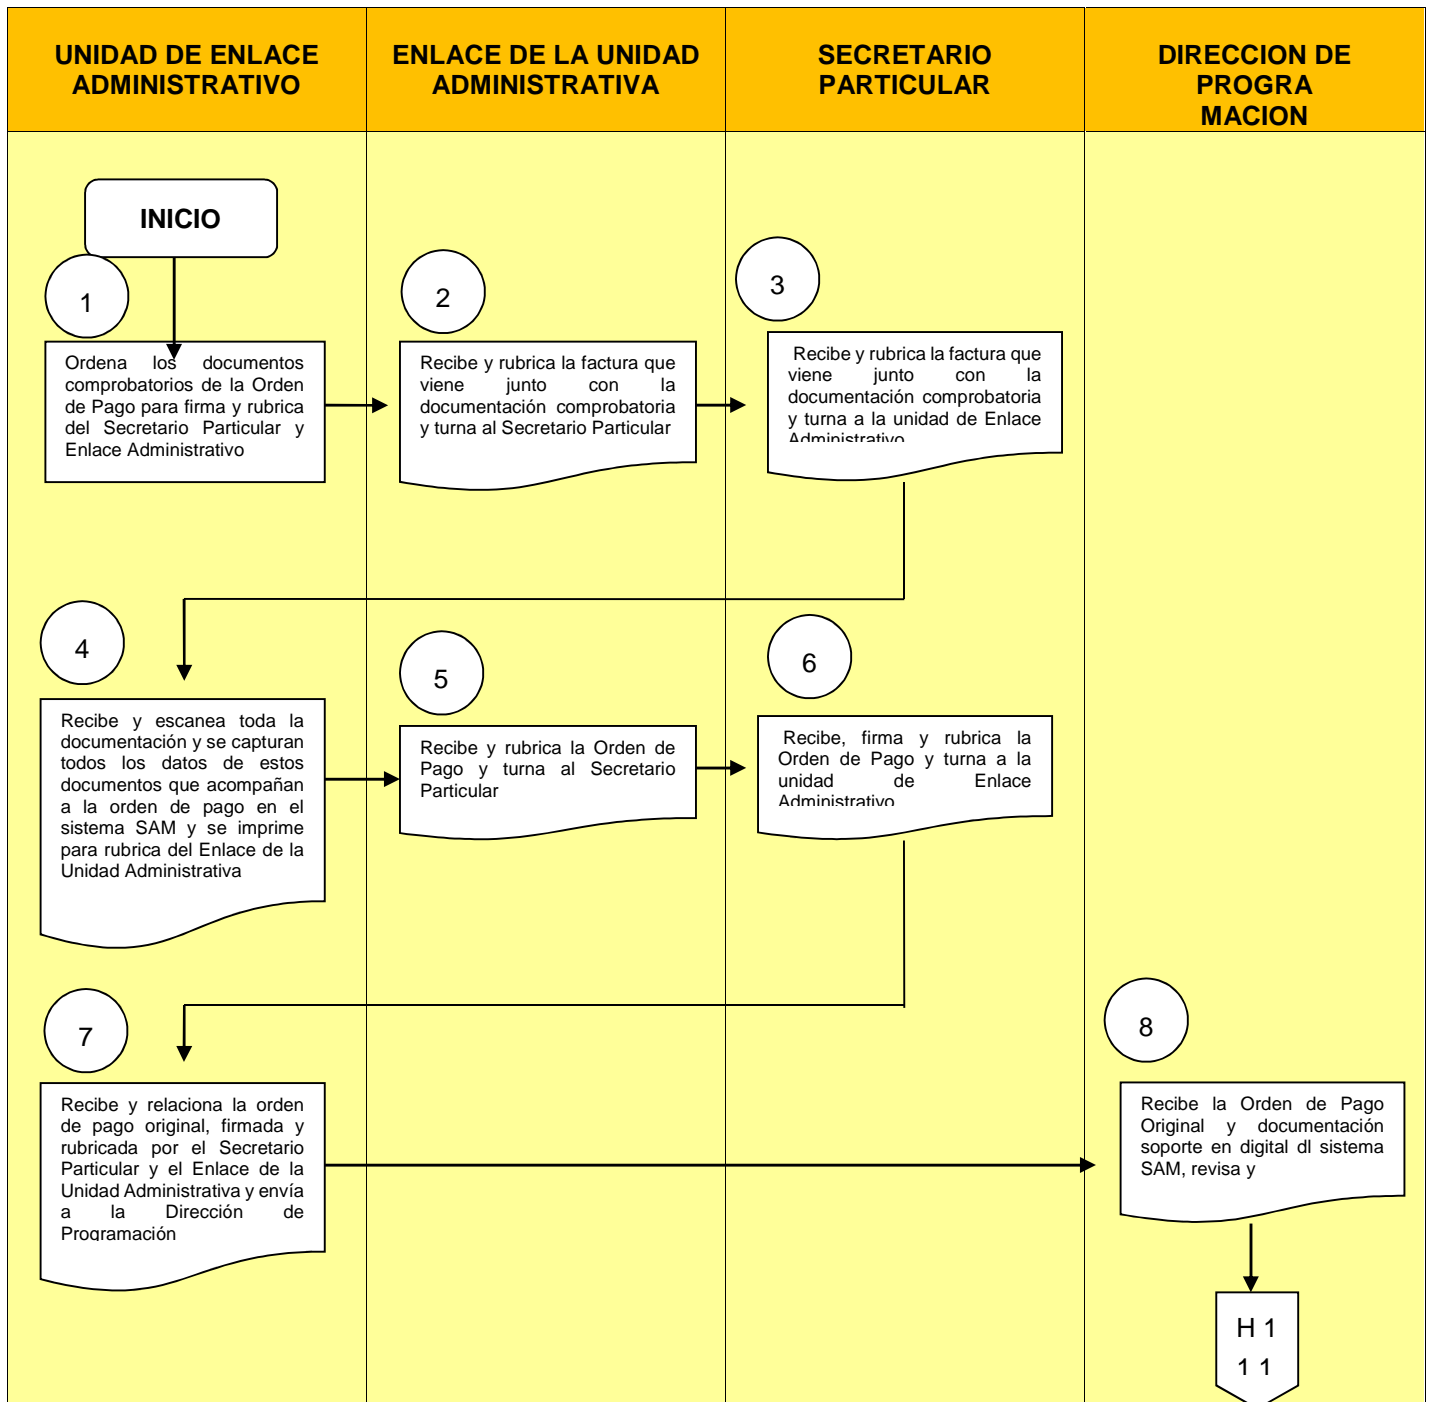 UNIDAD DE ENLACE
ADMINISTRATIVO
ENLACE DE LA UNIDAD
ADMINISTRATIVA
SECRETARIO
PARTICULAR
DIRECCION DE
PROGRA
MACION
INICIO
1
Ordena los documentos
comprobatorios de la Orden
de Pago para firma y rubrica
del Secretario Particular y
Enlace Administrativo
2
Recibe y rubrica la factura que
viene junto con la
documentación comprobatoria
y turna al Secretario Particular
3
Recibe y rubrica la factura que
viene junto con la
documentación comprobatoria
y turna a la unidad de Enlace
Administrativo
4
Recibe y escanea toda la
documentación y se capturan
todos los datos de estos
documentos que acompañan
a la orden de pago en el
sistema SAM y se imprime
para rubrica del Enlace de la
Unidad Administrativa
5
Recibe y rubrica la Orden de
Pago y turna al Secretario
Particular
6
Recibe, firma y rubrica la
Orden de Pago y turna a la
unidad de Enlace
Administrativo
7
Recibe y relaciona la orden
de pago original, firmada y
rubricada por el Secretario
Particular y el Enlace de la
Unidad Administrativa y envía
a la Dirección de
Programación
8
Recibe la Orden de Pago
Original y documentación
soporte en digital dl sistema
SAM, revisa y
H 1
1 1